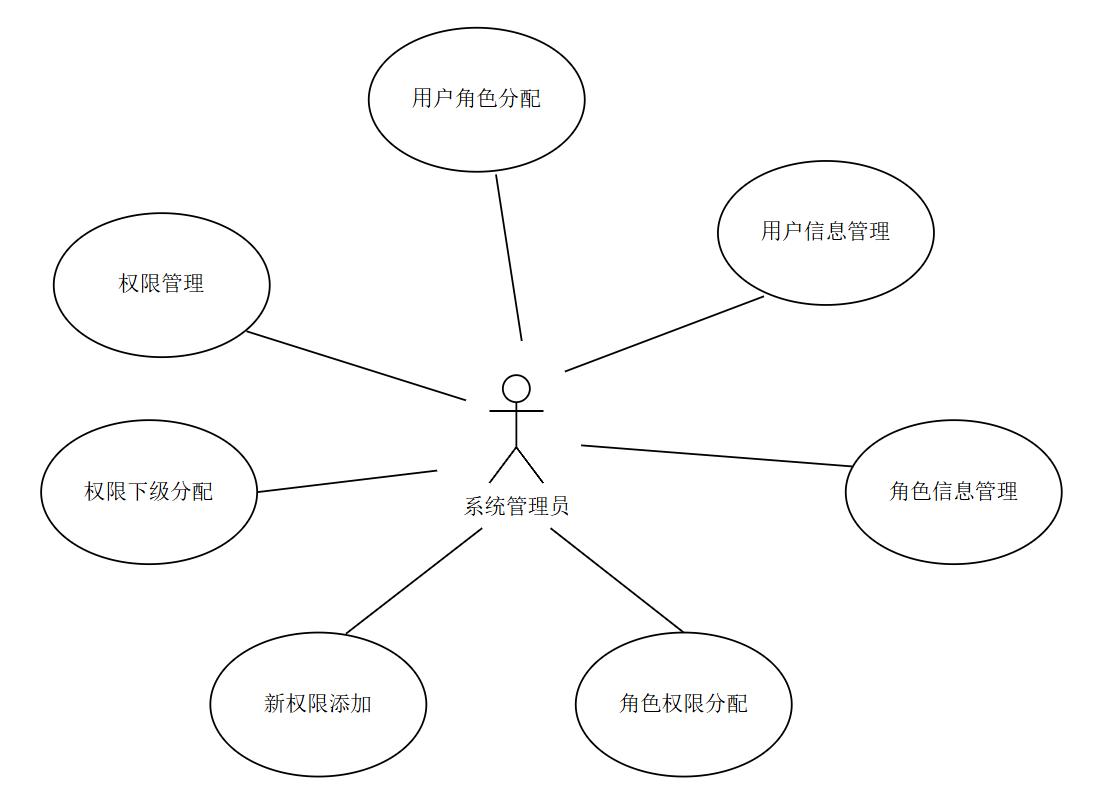 用户角色分配
用户信息管理
权限管理
权限下级分配
角色信息管理
系统管理员
新权限添加
角色权限分配